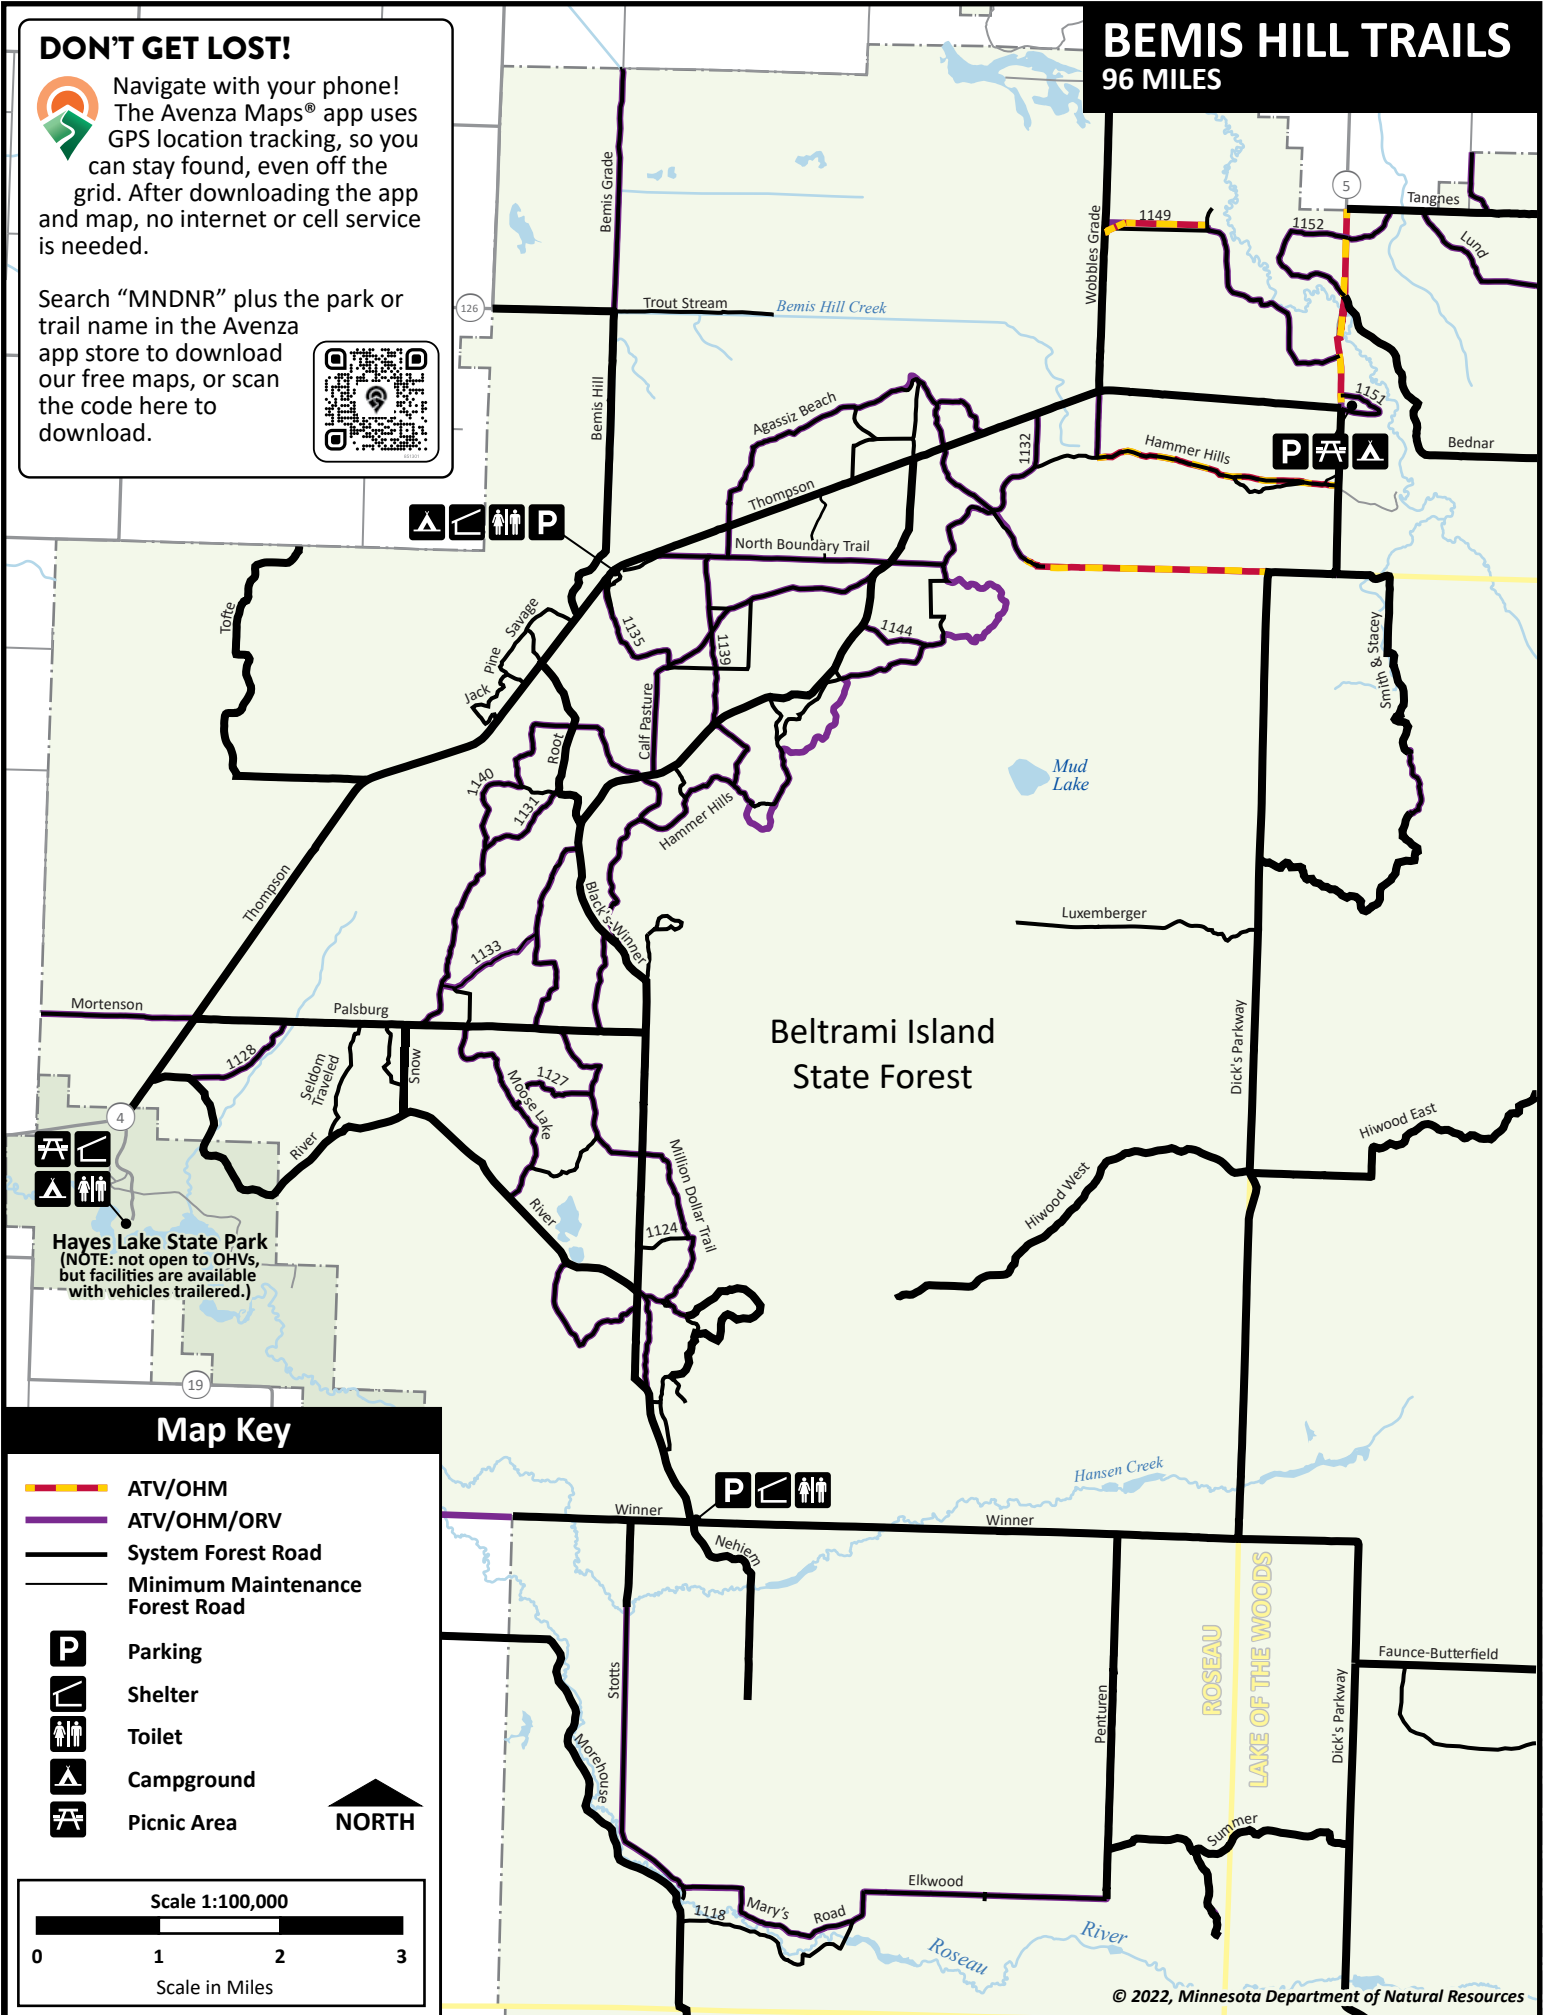 DON'T GET LOST!
Navigate with your phone!
The Avenza Maps® app uses
GPS location tracking, so you
can stay found, even off the
grid. After downloading the app
and map, no internet or cell service
is needed.
Search “MNDNR” plus the park or
trail name in the Avenza
app store to download
our free maps, or scan
the code here to
download.
BEMIS HILL TRAILS
96 MILES
Bemis Grade
Wobbles Grade
1149
1152
5
Tangnes
Lund
126
Trout Stream
Bemis Hill Creek
Bemis Hill
Agassiz Beach
1132
1151
Hammer Hills
P
Bednar
Thompson
P
North Boundary Trail
Tofte
Jack Pine Savage
1135
1139
1144
Smith & Stacey
Calf Pasture
Root
1140
1131
Hammer Hills
Mud
Lake
Thompson
Black's-Winner
Luxemberger
1133
Mortenson
Palsburg
Beltrami Island
State Forest
Dick's Parkway
1128
Seldom
Traveled
Snow
1127
Moose Lake
4
River
Million Dollar Trail
Hiwood East
Hiwood West
River
1124
Hayes Lake State Park
(NOTE: not open to OHVs,
but facilities are available
with vehicles trailered.)
19
Hansen Creek
P
Winner
Winner
Nehiem
Map Key
ATV/OHM
ATV/OHM/ORV
System Forest Road
Minimum Maintenance
Forest Road
P Parking
Shelter
Toilet
Campground
Picnic Area
NORTH
Scale 1:100,000
0 1 2 3
Scale in Miles
Stotts
Morehouse
Penturen
ROSEAU
LAKE OF THE WOODS
Dick's Parkway
Faunce-Butterfield
Summer
Elkwood
1118
Mary's Road
Roseau River
© 2022, Minnesota Department of Natural Resources